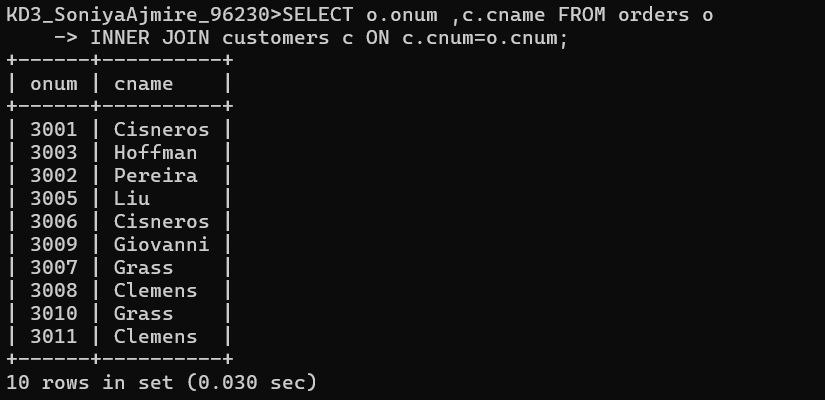 KD3_SoniyaAjmire_96230>SELECT o.onum ,c.cname FROM orders o
    -> INNER JOIN customers c ON c.cnum=o.cnum;
+------+----------+
| onum | cname    |
+------+----------+
| 3001 | Cisneros |
| 3003 | Hoffman  |
| 3002 | Pereira  |
| 3005 | Liu      |
| 3006 | Cisneros |
| 3009 | Giovanni |
| 3007 | Grass    |
| 3008 | Clemens  |
| 3010 | Grass    |
| 3011 | Clemens  |
+------+----------+
10 rows in set (0.030 sec)